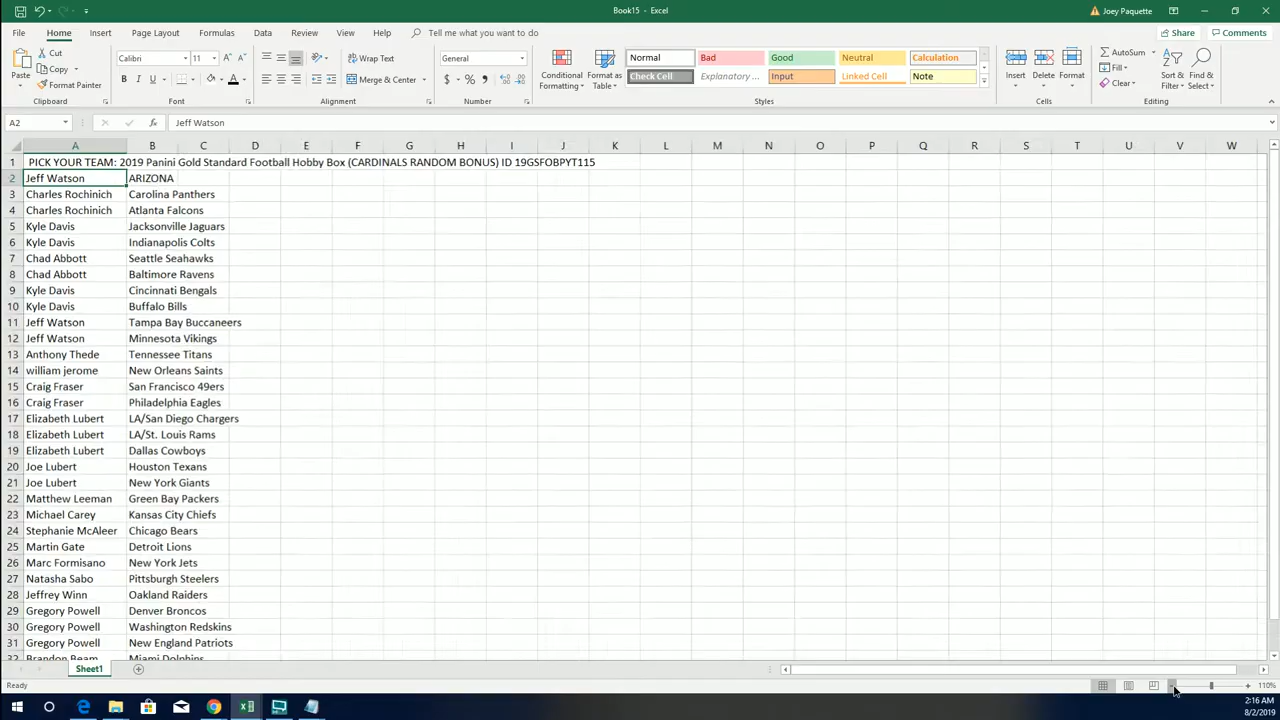 Book15 - Excel
Joey Paquette
File Home Insert Page Layout Formulas Data Review View Help Tell me what you want to do
Share Comments
Paste Cut Copy Format Painter Clipboard
Calibri 11 Font
Wrap Text Merge & Center Alignment
General Number
Conditional Formatting Format as Table
Normal Bad Good Neutral Calculation
Check Cell Explanatory ... Input Linked Cell Note
Styles
Insert Delete Format Cells
AutoSum Fill Clear Sort & Filter Find & Select Editing
A2 fx Jeff Watson
A B C D E F G H I J K L M N O P Q R S T U V W
1 PICK YOUR TEAM: 2019 Panini Gold Standard Football Hobby Box (CARDINALS RANDOM BONUS) ID 19GSFOBPYT115
2 Jeff Watson ARIZONA
3 Charles Rochinich Carolina Panthers
4 Charles Rochinich Atlanta Falcons
5 Kyle Davis Jacksonville Jaguars
6 Kyle Davis Indianapolis Colts
7 Chad Abbott Seattle Seahawks
8 Chad Abbott Baltimore Ravens
9 Kyle Davis Cincinnati Bengals
10 Kyle Davis Buffalo Bills
11 Jeff Watson Tampa Bay Buccaneers
12 Jeff Watson Minnesota Vikings
13 Anthony Thede Tennessee Titans
14 william jerome New Orleans Saints
15 Craig Fraser San Francisco 49ers
16 Craig Fraser Philadelphia Eagles
17 Elizabeth Lubert LA/San Diego Chargers
18 Elizabeth Lubert LA/St. Louis Rams
19 Elizabeth Lubert Dallas Cowboys
20 Joe Lubert Houston Texans
21 Joe Lubert New York Giants
22 Matthew Leeman Green Bay Packers
23 Michael Carey Kansas City Chiefs
24 Stephanie McAleer Chicago Bears
25 Martin Gate Detroit Lions
26 Marc Formisano New York Jets
27 Natasha Sabo Pittsburgh Steelers
28 Jeffrey Winn Oakland Raiders
29 Gregory Powell Denver Broncos
30 Gregory Powell Washington Redskins
31 Gregory Powell New England Patriots
32 Brandon Beam Miami Dolphins
Sheet1
Ready 110%
2:16 AM
8/2/2019